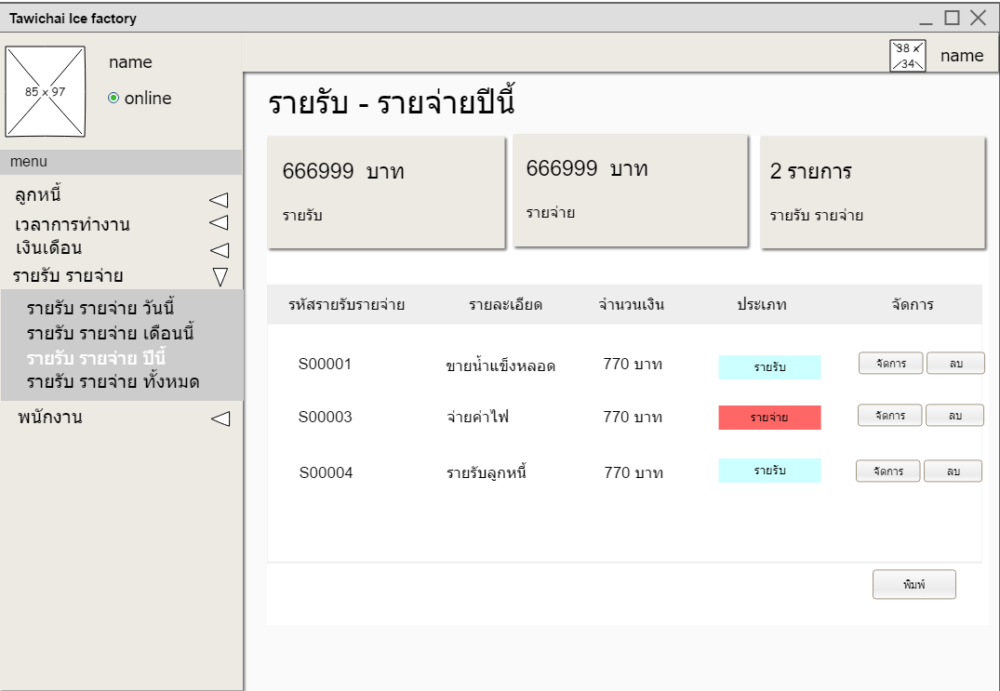 Tawichai Ice factory
85 x 97
name
online
38 x 34
name
menu
ลูกหนี้
เวลาการทำงาน
เงินเดือน
รายรับ รายจ่าย
รายรับ รายจ่าย วันนี้
รายรับ รายจ่าย เดือนนี้
รายรับ รายจ่าย ปีนี้
รายรับ รายจ่าย ทั้งหมด
พนักงาน
รายรับ - รายจ่ายปีนี้
666999 บาท
รายรับ
666999 บาท
รายจ่าย
2 รายการ
รายรับ รายจ่าย
รหัสรายรับรายจ่าย รายละเอียด จำนวนเงิน ประเภท จัดการ
S00001 ขายน้ำแข็งหลอด 770 บาท รายรับ จัดการ ลบ
S00003 จ่ายค่าไฟ 770 บาท รายจ่าย จัดการ ลบ
S00004 รายรับลูกหนี้ 770 บาท รายรับ จัดการ ลบ
พิมพ์